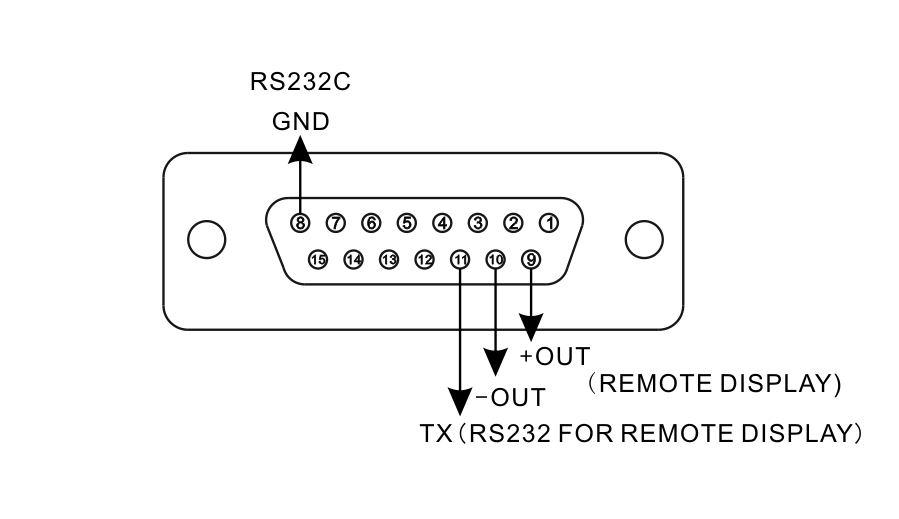 RS232C
GND
8 7 6 5 4 3 2 1
15 14 13 12 11 10 9
+OUT
(REMOTE DISPLAY)
-OUT
TX(RS232 FOR REMOTE DISPLAY)